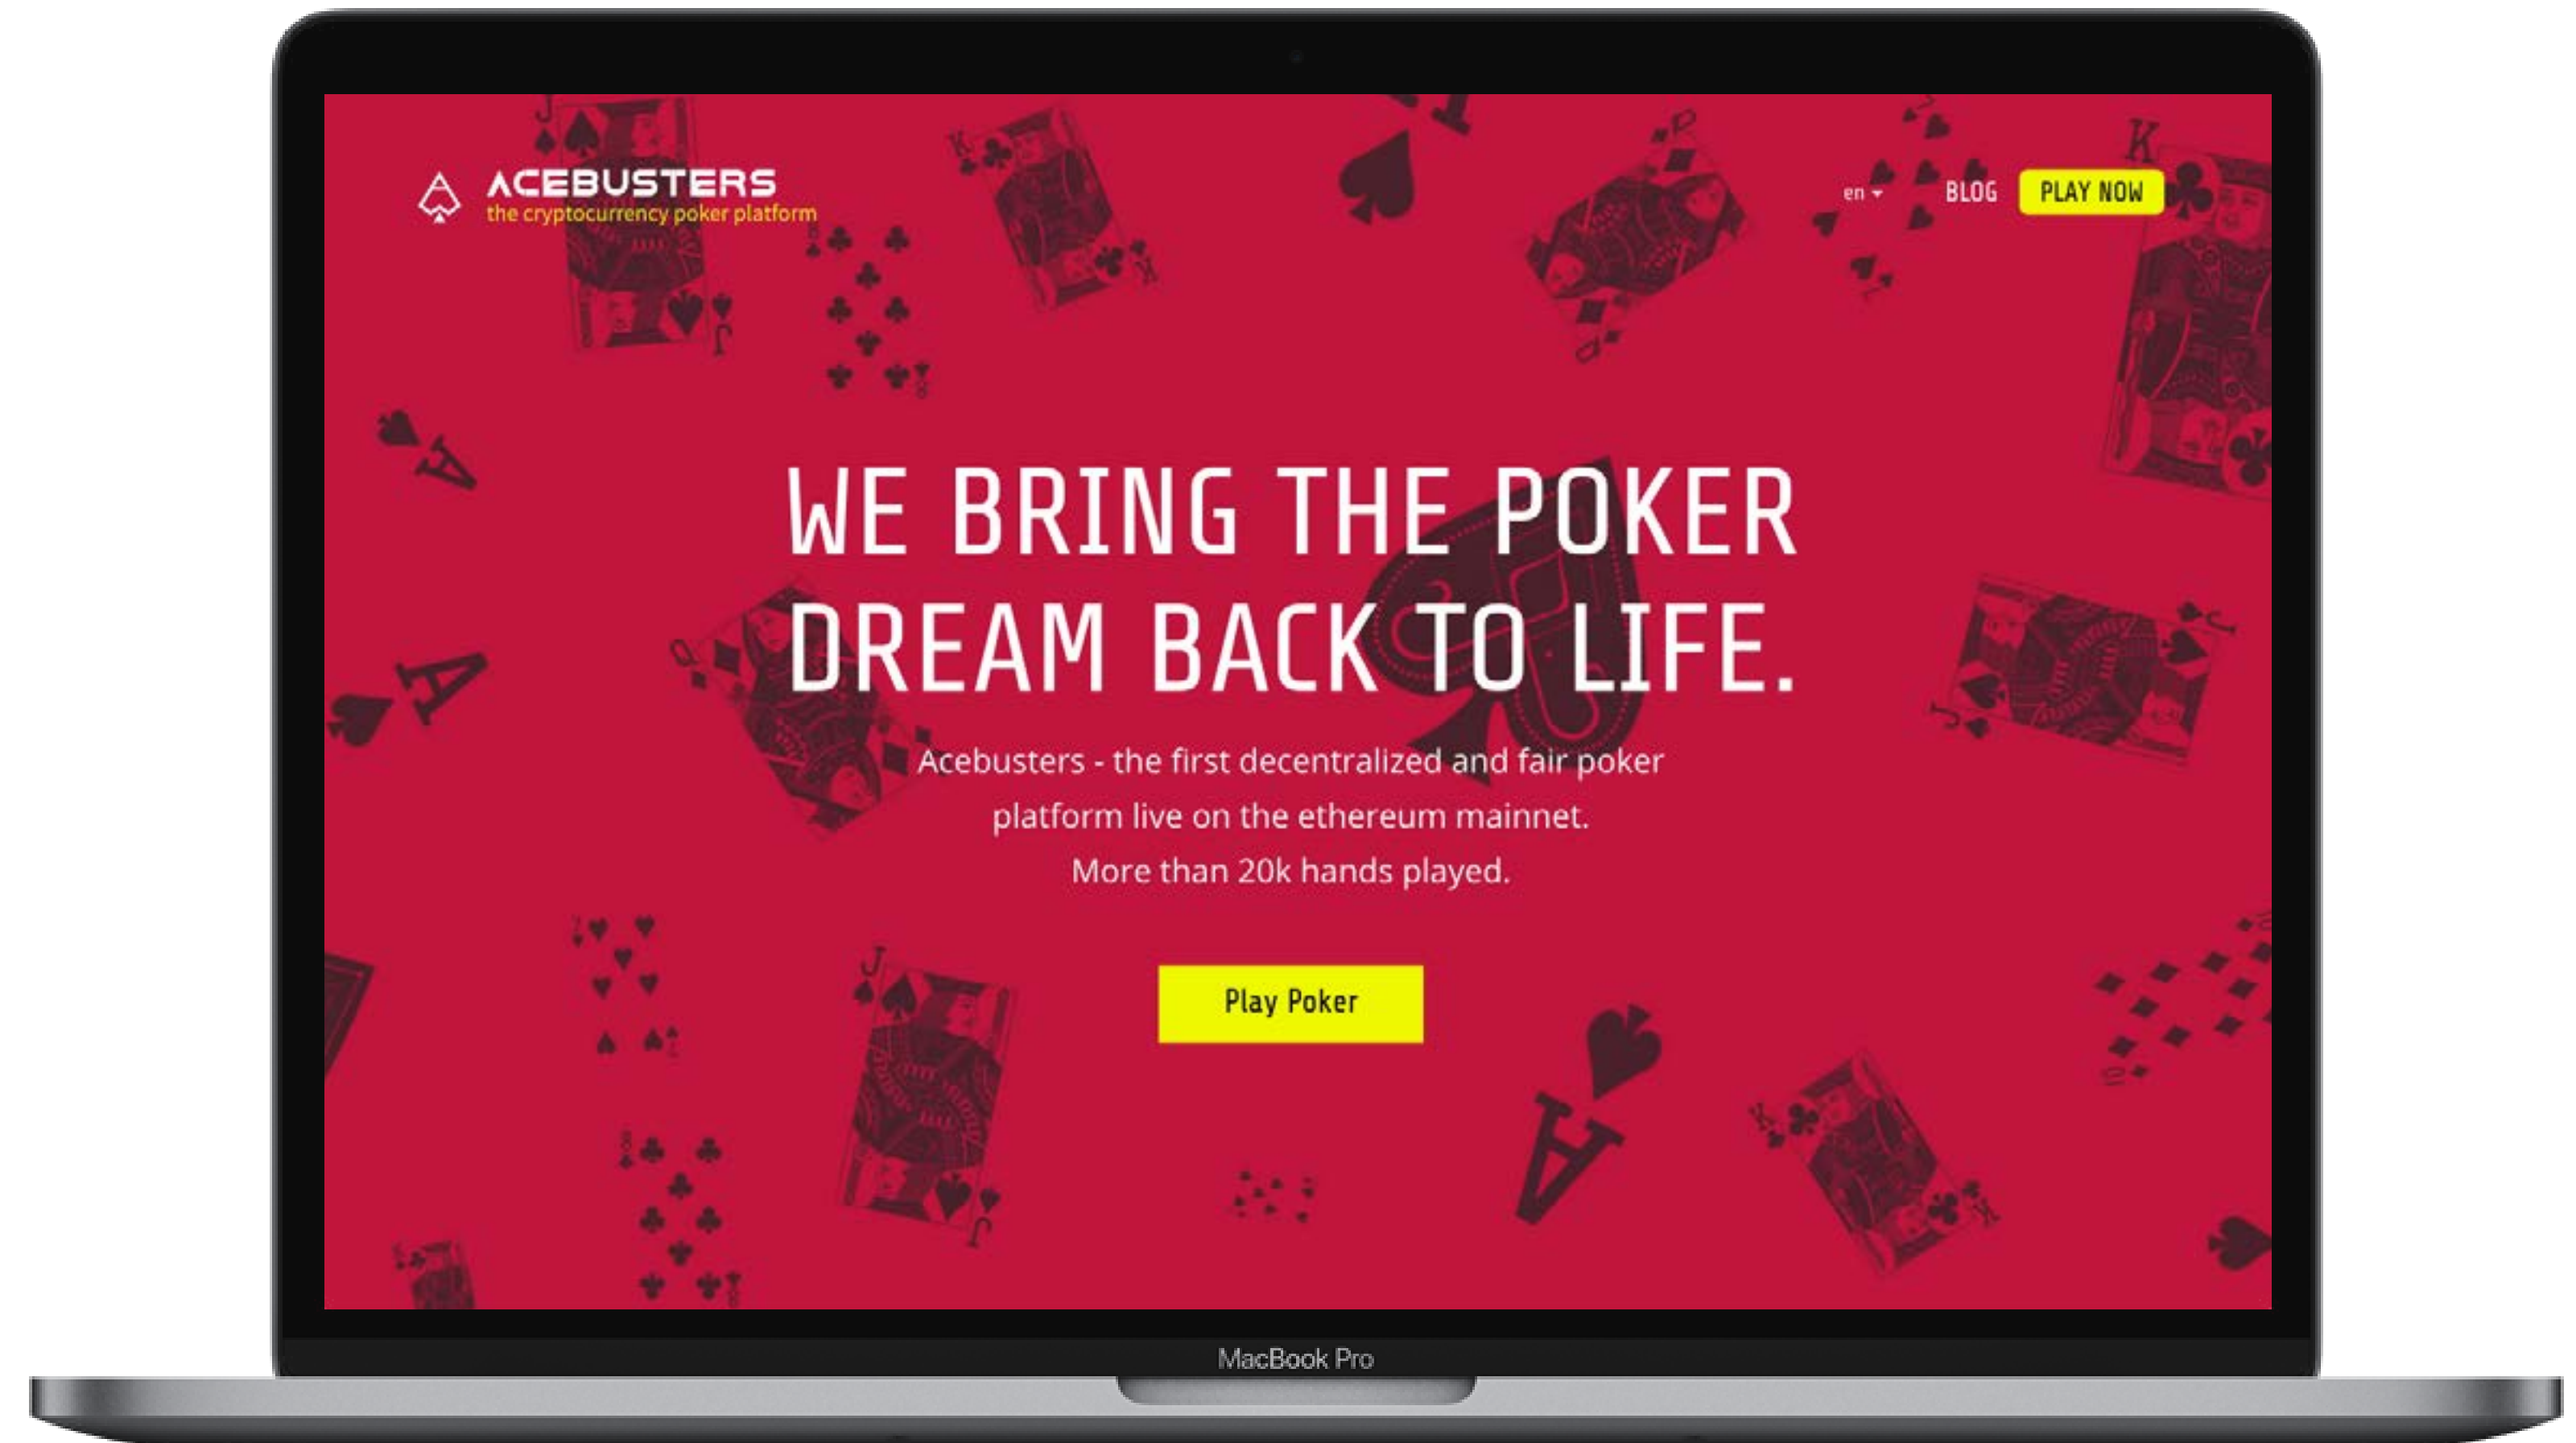 ACEBUSTERS
the cryptocurrency poker platform
en
BLOG
PLAY NOW
WE BRING THE POKER
DREAM BACK TO LIFE.
Acebusters - the first decentralized and fair poker
platform live on the ethereum mainnet.
More than 20k hands played.
Play Poker
MacBook Pro